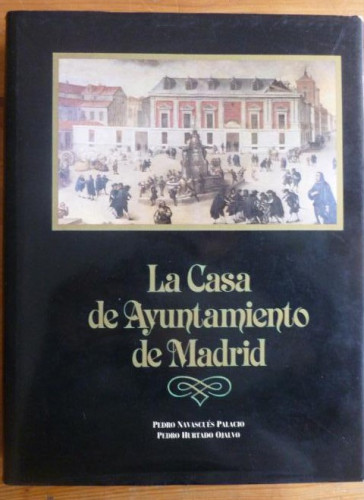 La Casa
de Ayuntamiento
de Madrid
PEDRO NAVASCUÉS PALACIO
PEDRO HURTADO OJALVO